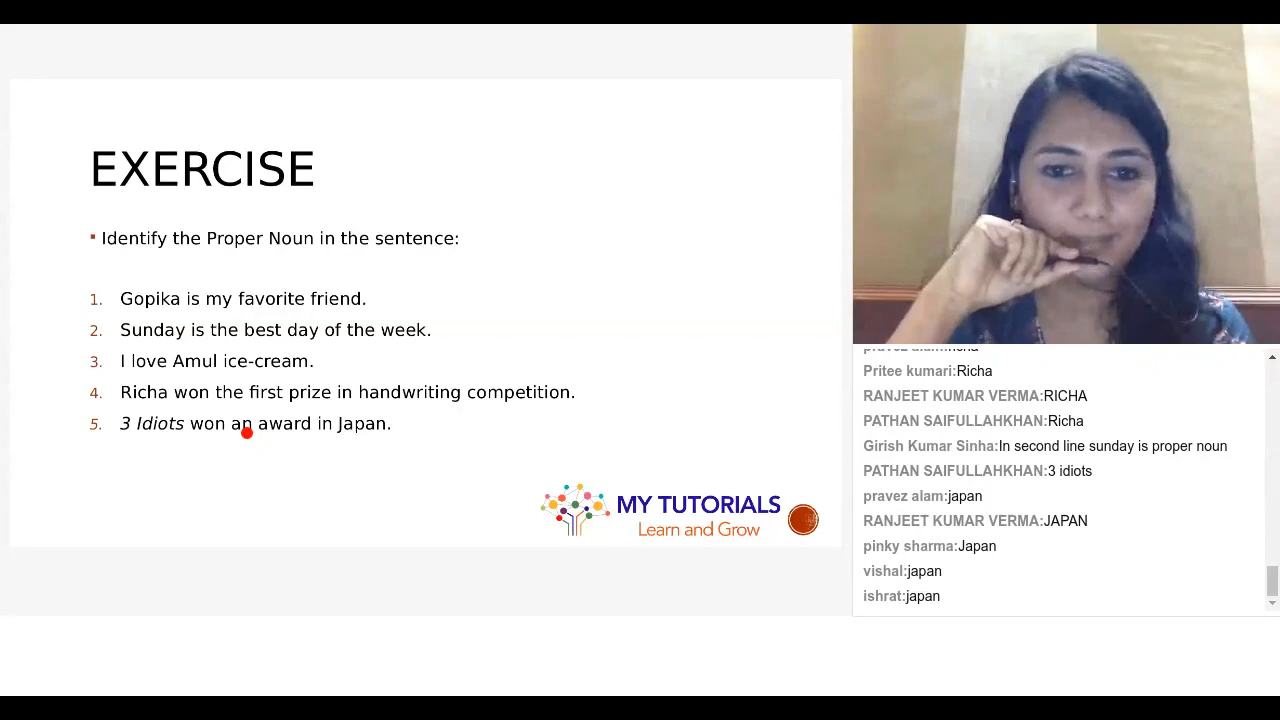 EXERCISE
▪ Identify the Proper Noun in the sentence:
1. Gopika is my favorite friend.
2. Sunday is the best day of the week.
3. I love Amul ice-cream.
4. Richa won the first prize in handwriting competition.
5. 3 Idiots won an award in Japan.
MY TUTORIALS
Learn and Grow
pravez alam:richa
Pritee kumari:Richa
RANJEET KUMAR VERMA:RICHA
PATHAN SAIFULLAHKHAN:Richa
Girish Kumar Sinha:In second line sunday is proper noun
PATHAN SAIFULLAHKHAN:3 idiots
pravez alam:japan
RANJEET KUMAR VERMA:JAPAN
pinky sharma:Japan
vishal:japan
ishrat:japan